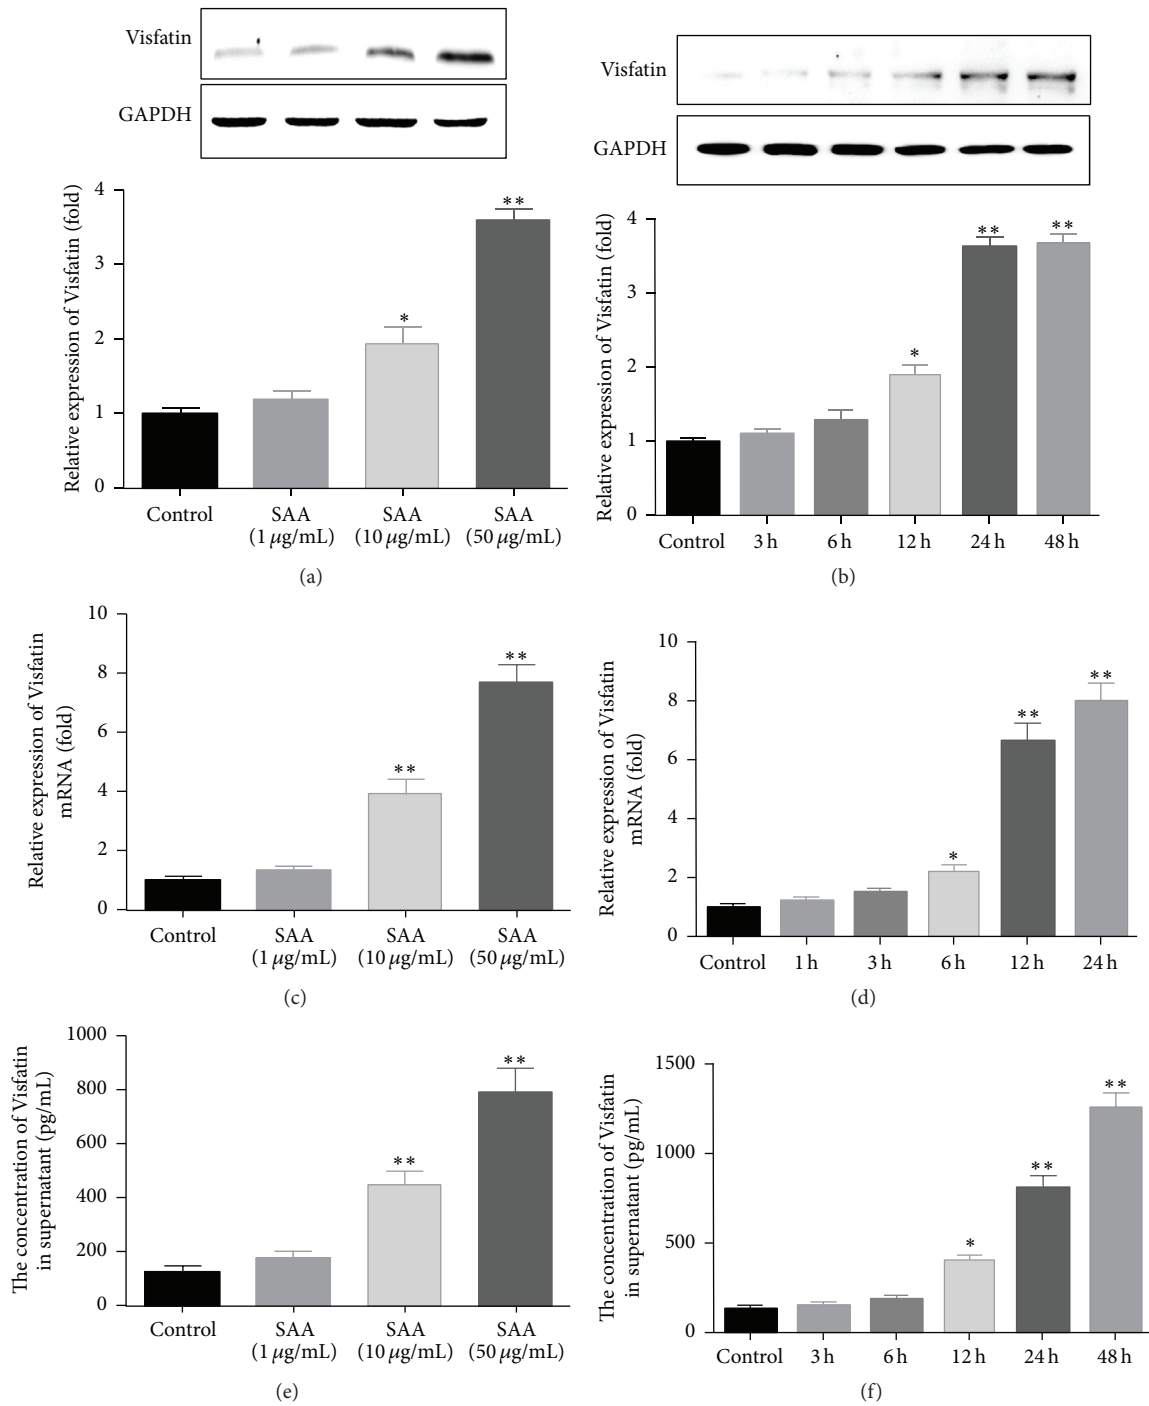 Visfatin
GAPDH
Relative expression of Visfatin (fold)
4
3
2
1
0
*
**
Control
SAA
(1 μg/mL)
SAA
(10 μg/mL)
SAA
(50 μg/mL)
(a)
Visfatin
GAPDH
Relative expression of Visfatin (fold)
4
3
2
1
0
*
**
**
Control 3 h 6 h 12 h 24 h 48 h
(b)
Relative expression of Visfatin
mRNA (fold)
10
8
6
4
2
0
**
**
Control
SAA
(1 μg/mL)
SAA
(10 μg/mL)
SAA
(50 μg/mL)
(c)
Relative expression of Visfatin
mRNA (fold)
10
8
6
4
2
0
*
**
**
Control 1 h 3 h 6 h 12 h 24 h
(d)
The concentration of Visfatin
in supernatant (pg/mL)
1000
800
600
400
200
0
**
**
Control
SAA
(1 μg/mL)
SAA
(10 μg/mL)
SAA
(50 μg/mL)
(e)
The concentration of Visfatin
in supernatant (pg/mL)
1500
1000
500
0
*
**
**
Control 3 h 6 h 12 h 24 h 48 h
(f)